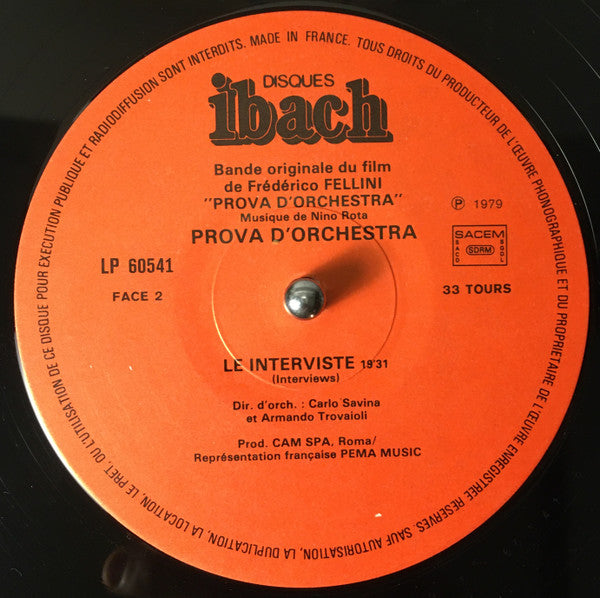 DISQUES
ibach
Bande originale du film
de Frédérico FELLINI
"PROVA D'ORCHESTRA"
Musique de Nino Rota
PROVA D'ORCHESTRA
Ⓟ 1979
SACEM
SACD
SDRM
SGDL
LP 60541
FACE 2
33 TOURS
LE INTERVISTE 19'31
(Interviews)
Dir. d'orch. : Carlo Savina
et Armando Trovaioli
Prod. CAM SPA, Roma/
Représentation française PEMA MUSIC
MADE IN FRANCE. TOUS DROITS DU PRODUCTEUR DE L'ŒUVRE PHONOGRAPHIQUE ET DU PROPRIETAIRE DE L'ŒUVRE ENREGISTREE RESERVES. SAUF AUTORISATION, LA DUPLICATION, LA LOCATION, LE PRET, OU L'UTILISATION DE CE DISQUE POUR EXECUTION PUBLIQUE ET RADIODIFFUSION SONT INTERDITS.